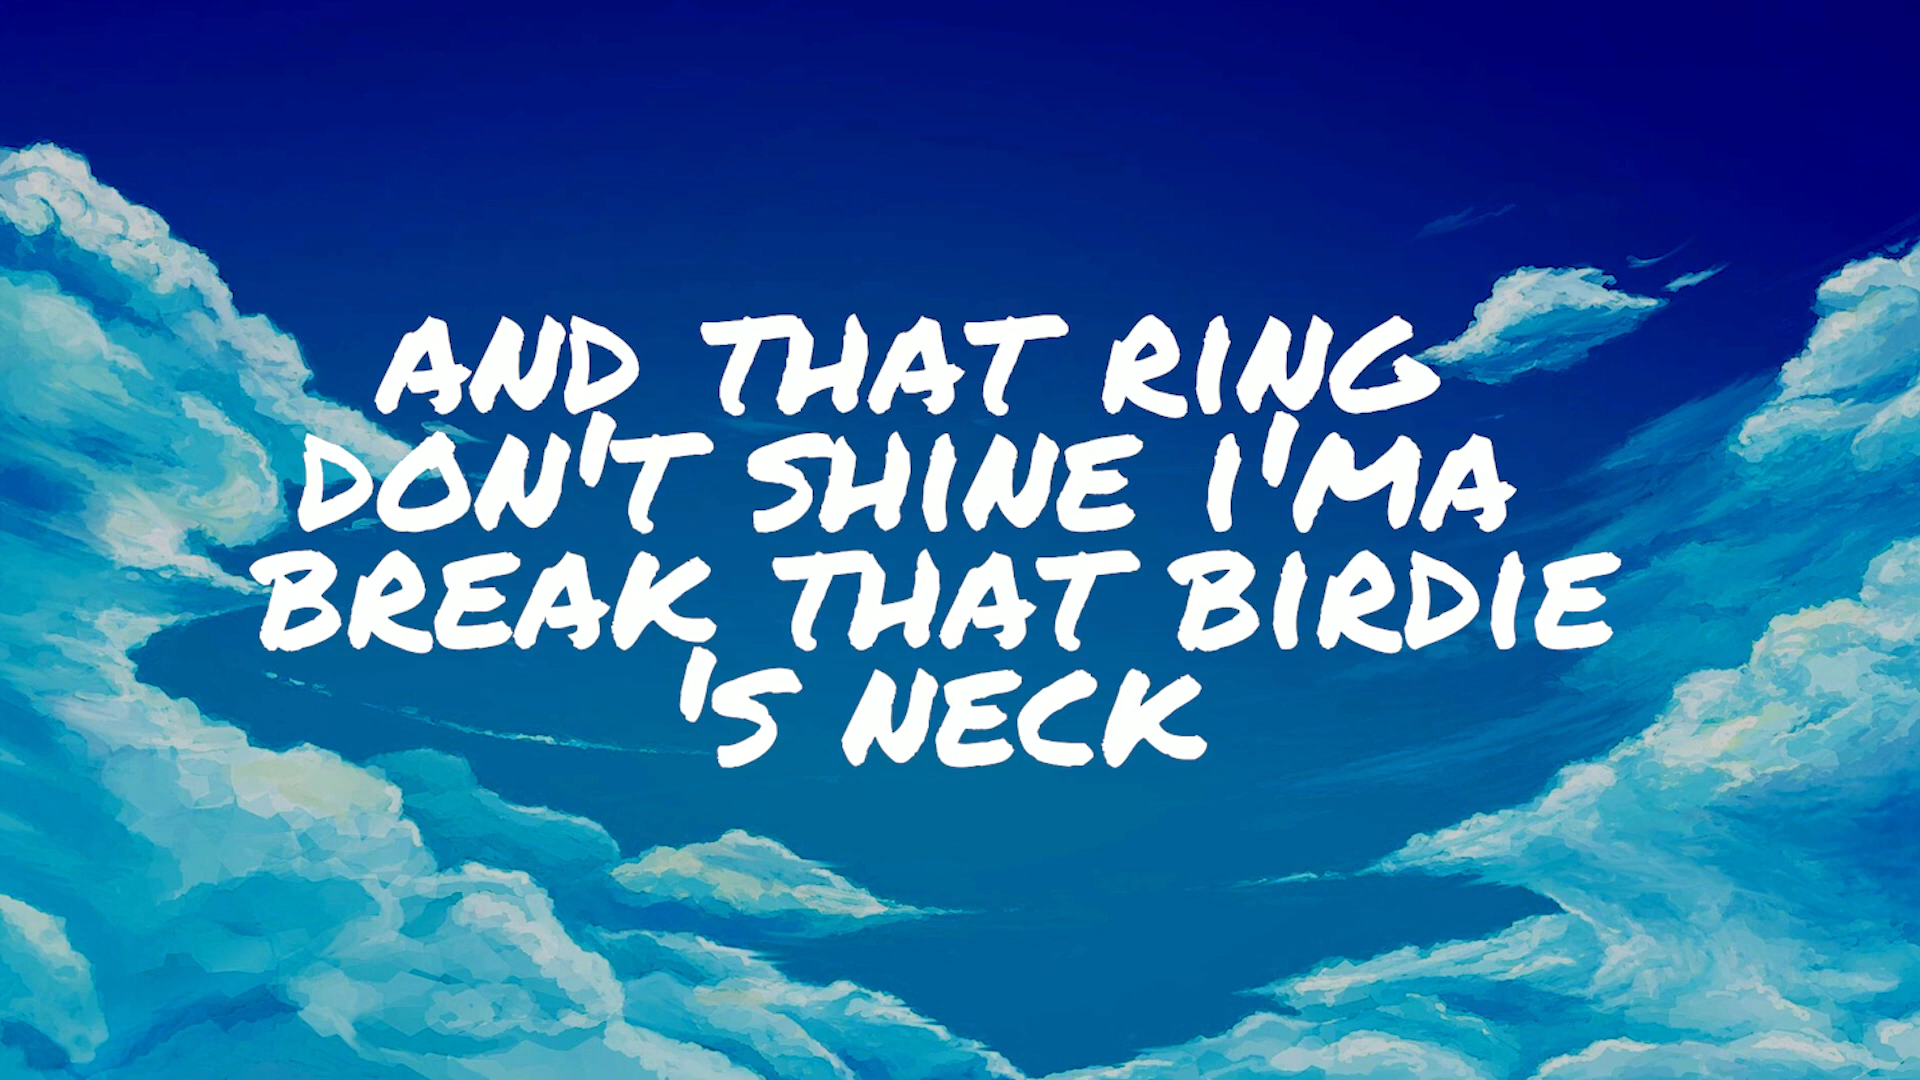 AND THAT RING
DON'T SHINE I'MA
BREAK THAT BIRDIE
'S NECK